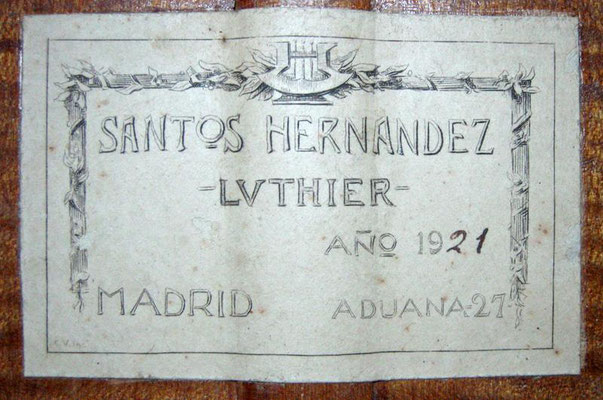 SANTOS HERNANDEZ
-LVTHIER-
AÑO 1921
MADRID ADUANA-27-